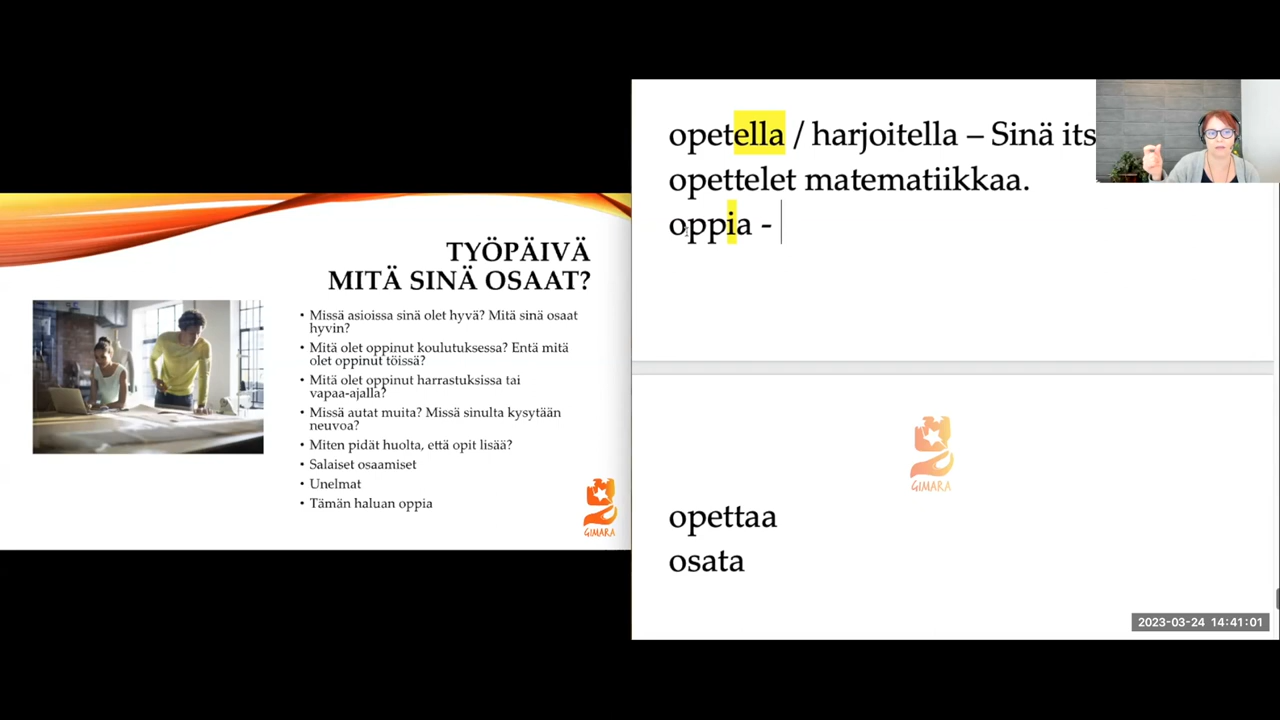 TYÖPÄIVÄ
MITÄ SINÄ OSAAT?
• Missä asioissa sinä olet hyvä? Mitä sinä osaat
hyvin?
• Mitä olet oppinut koulutuksessa? Entä mitä
olet oppinut töissä?
• Mitä olet oppinut harrastuksissa tai
vapaa-ajalla?
• Missä autat muita? Missä sinulta kysytään
neuvoa?
• Miten pidät huolta, että opit lisää?
• Salaiset osaamiset
• Unelmat
• Tämän haluan oppia
GIMARA
opetella / harjoitella – Sinä its
opettelet matematiikkaa.
oppia -
GIMARA
opettaa
osata
2023-03-24 14:41:01